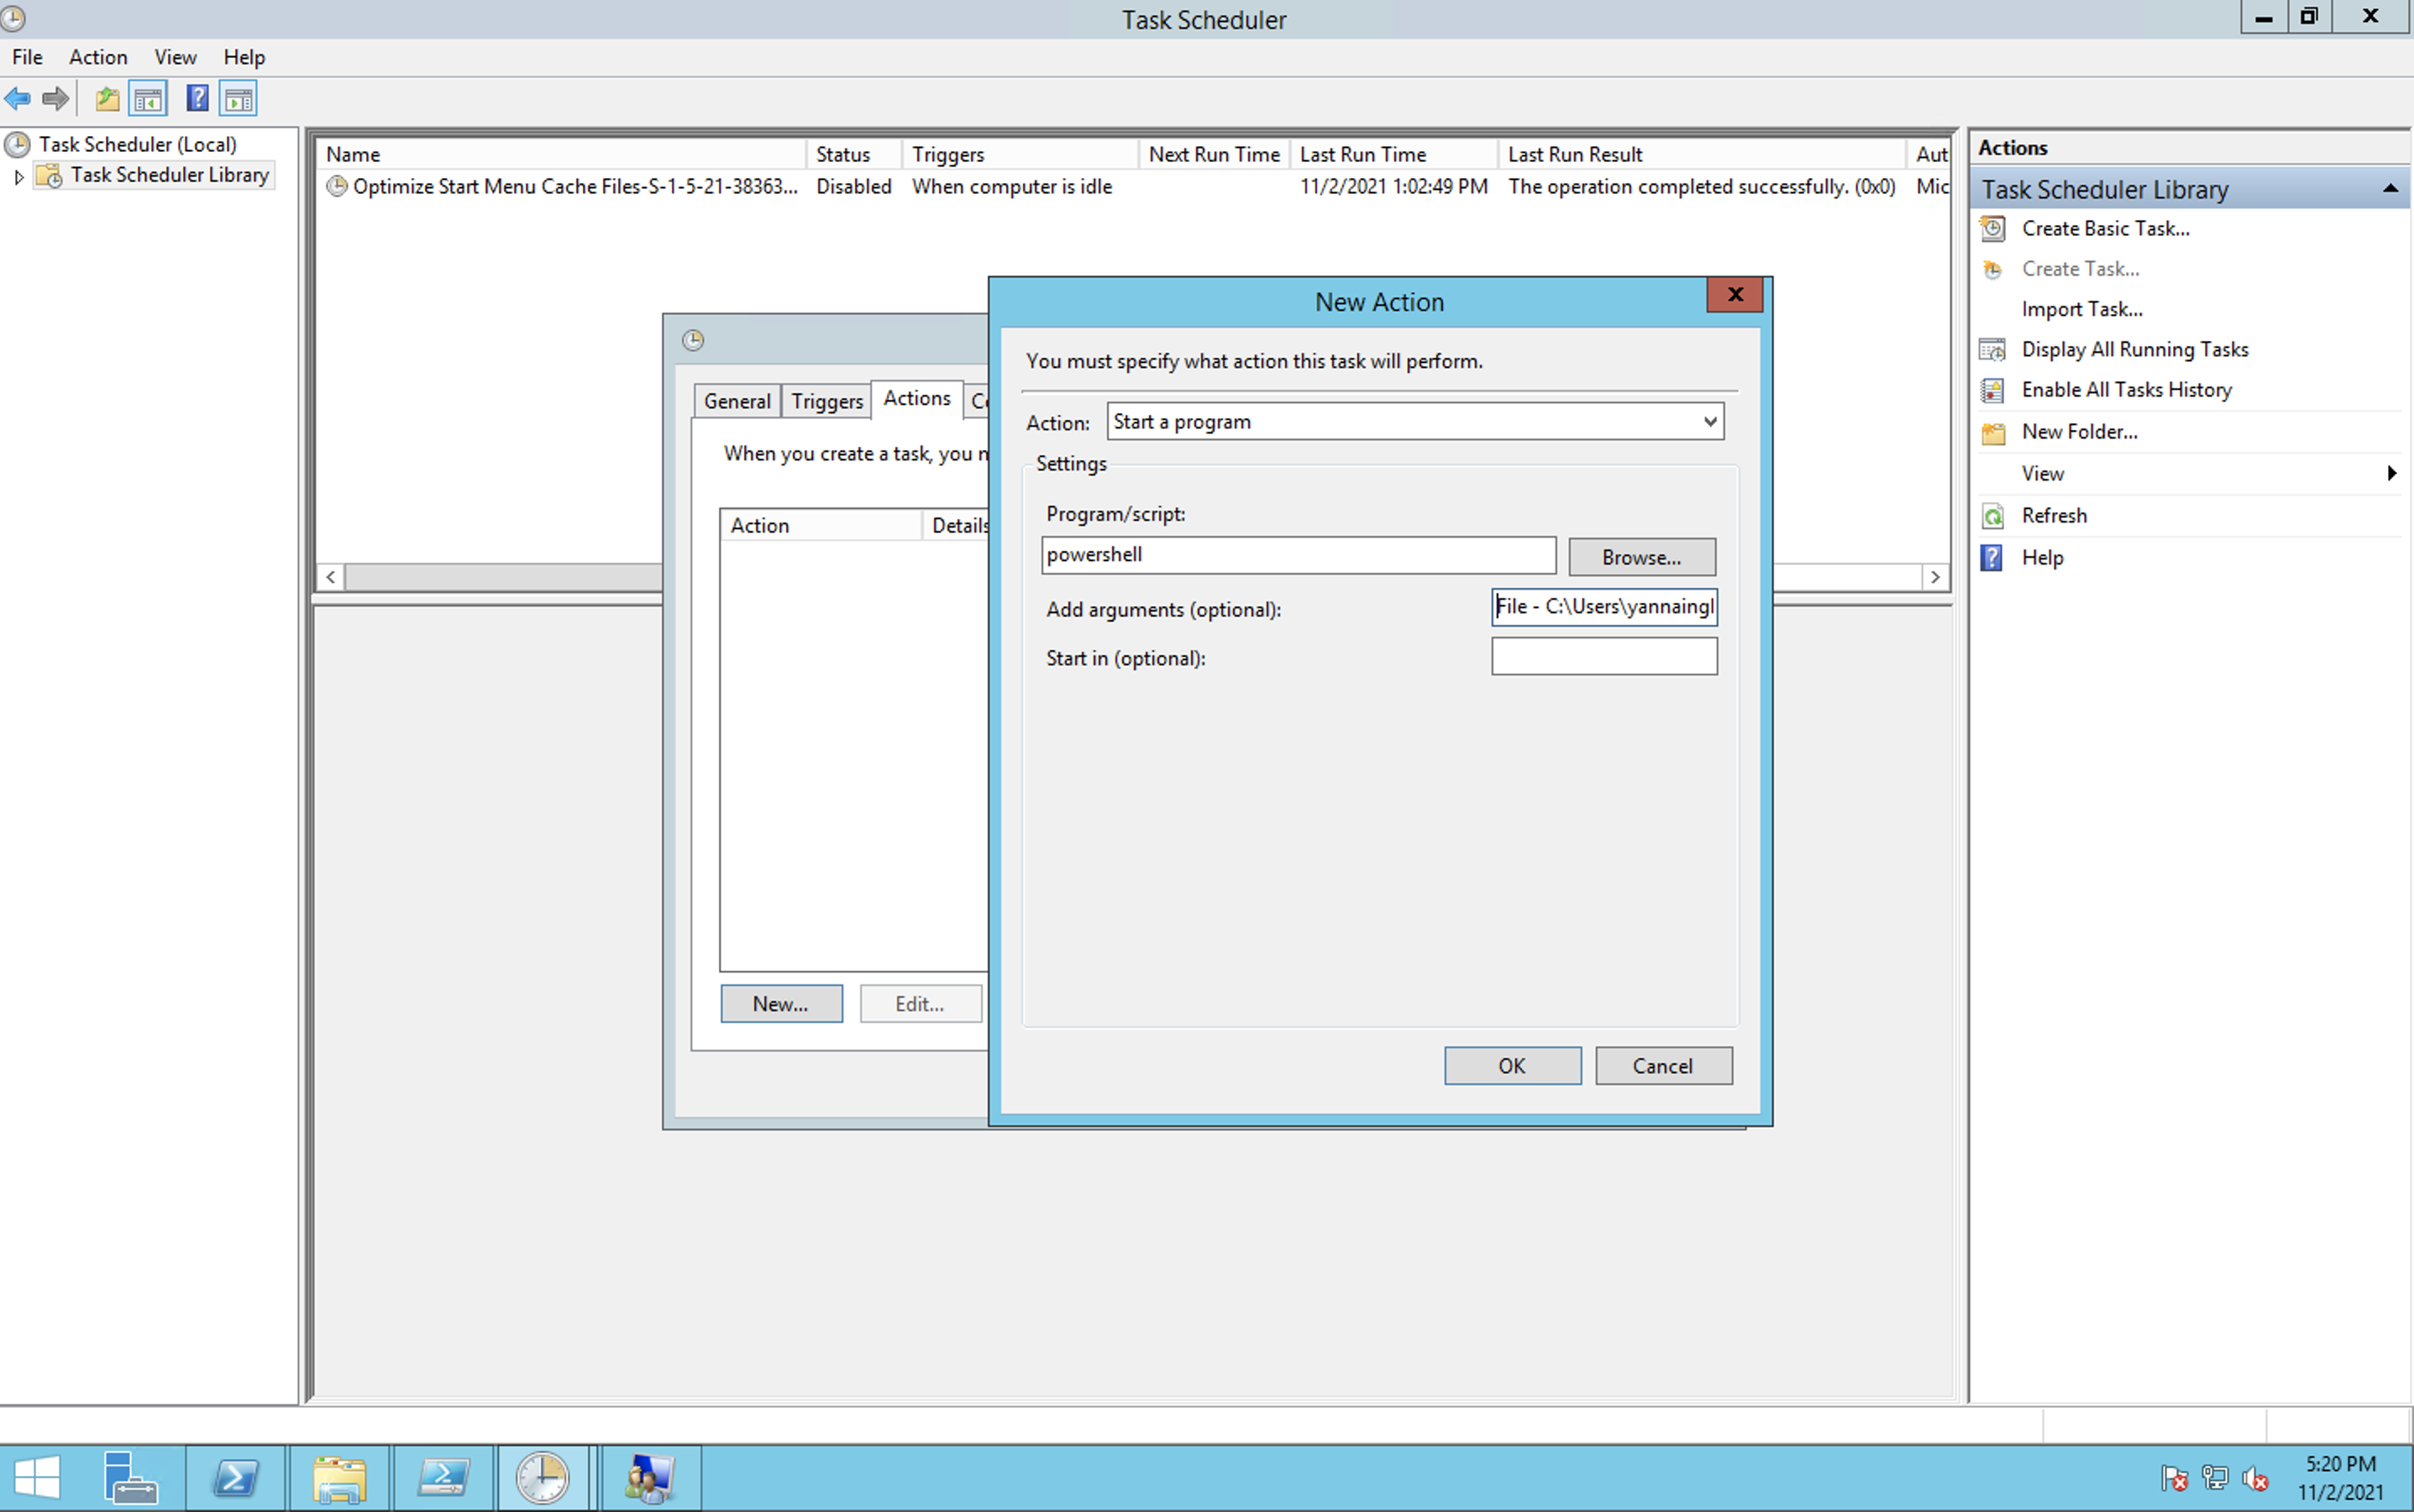 Task Scheduler
File Action View Help
Task Scheduler (Local)
Task Scheduler Library
Name Status Triggers Next Run Time Last Run Time Last Run Result Aut
Optimize Start Menu Cache Files-S-1-5-21-38363... Disabled When computer is idle 11/2/2021 1:02:49 PM The operation completed successfully. (0x0) Mic
Actions
Task Scheduler Library
Create Basic Task...
Create Task...
Import Task...
Display All Running Tasks
Enable All Tasks History
New Folder...
View
Refresh
Help
General Triggers Actions Co
When you create a task, you m
Action Details
New... Edit...
New Action
You must specify what action this task will perform.
Action: Start a program
Settings
Program/script:
powershell Browse...
Add arguments (optional): File - C:\Users\yannaingl
Start in (optional):
OK Cancel
5:20 PM
11/2/2021